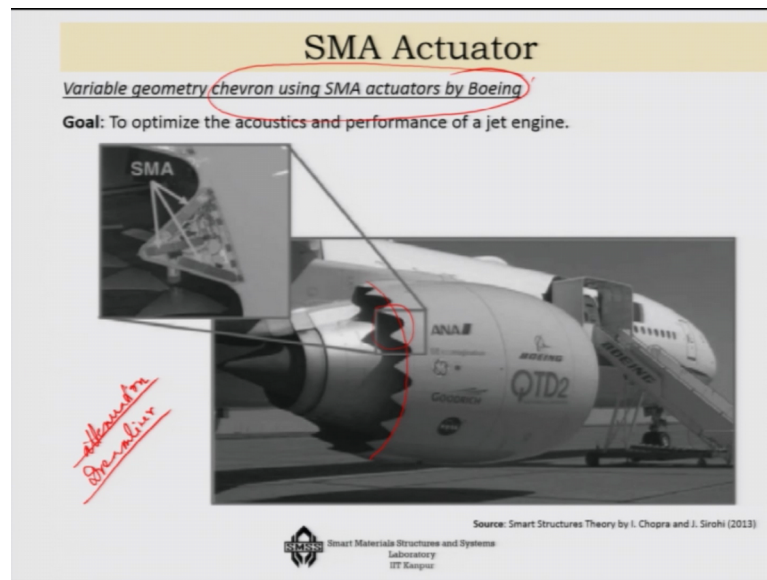 SMA Actuator
Variable geometry chevron using SMA actuators by Boeing
Goal: To optimize the acoustics and performance of a jet engine.
SMA
ANA
BOEING
QTD2
GOODRICH
BOEING
Source: Smart Structures Theory by I. Chopra and J. Sirohi (2013)
Smart Materials Structures and Systems
Laboratory
IIT Kanpur